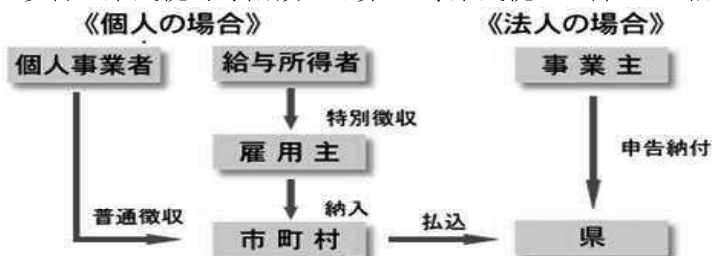 《個人の場合》
《法人の場合》
個人事業者
給与所得者
事業主
特別徴収
雇用主
申告納付
納入
普通徴収
払込
市町村
県